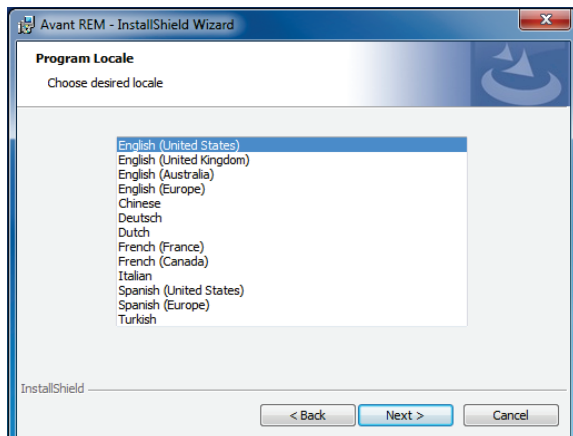 Avant REM - InstallShield Wizard
Program Locale
Choose desired locale
English (United States)
English (United Kingdom)
English (Australia)
English (Europe)
Chinese
Deutsch
Dutch
French (France)
French (Canada)
Italian
Spanish (United States)
Spanish (Europe)
Turkish
InstallShield
< Back Next > Cancel